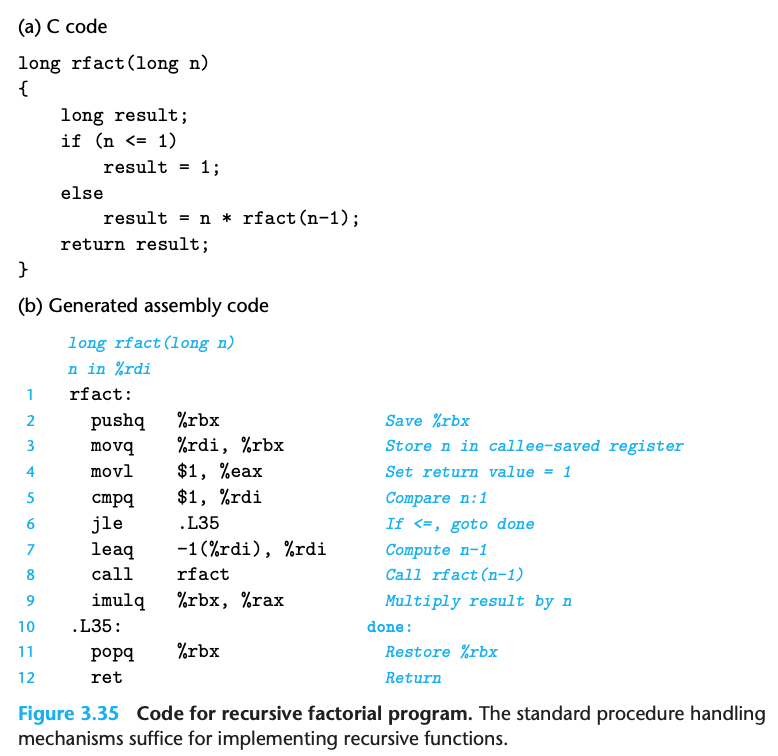 (a) C code
long rfact(long n)
{
    long result;
    if (n <= 1)
        result = 1;
    else
        result = n * rfact(n-1);
    return result;
}
(b) Generated assembly code
long rfact(long n)
n in %rdi
1 rfact:
2 pushq %rbx Save %rbx
3 movq %rdi, %rbx Store n in callee-saved register
4 movl $1, %eax Set return value = 1
5 cmpq $1, %rdi Compare n:1
6 jle .L35 If <=, goto done
7 leaq -1(%rdi), %rdi Compute n-1
8 call rfact Call rfact(n-1)
9 imulq %rbx, %rax Multiply result by n
10 .L35: done:
11 popq %rbx Restore %rbx
12 ret Return
Figure 3.35 Code for recursive factorial program. The standard procedure handling
mechanisms suffice for implementing recursive functions.